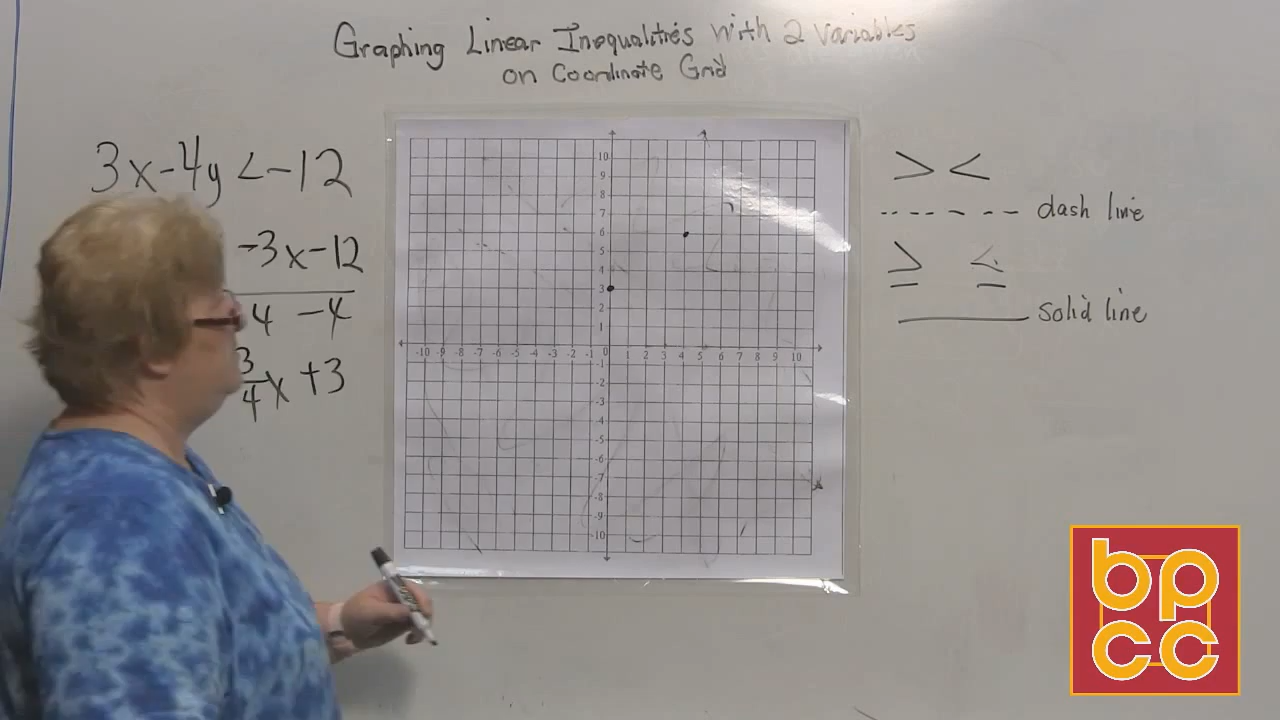 Graphing Linear Inequalities with 2 Variables
on Coordinate Grid
3x-4y < -12
-3x-12
4 -4
3/4 x +3
10
9
8
7
6
5
4
3
2
1
-10 -9 -8 -7 -6 -5 -4 -3 -2 -1 0 1 2 3 4 5 6 7 8 9 10
-1
-2
-3
-4
-5
-6
-7
-8
-9
-10
> <
dash line
≥ ≤
solid line
bp
cc